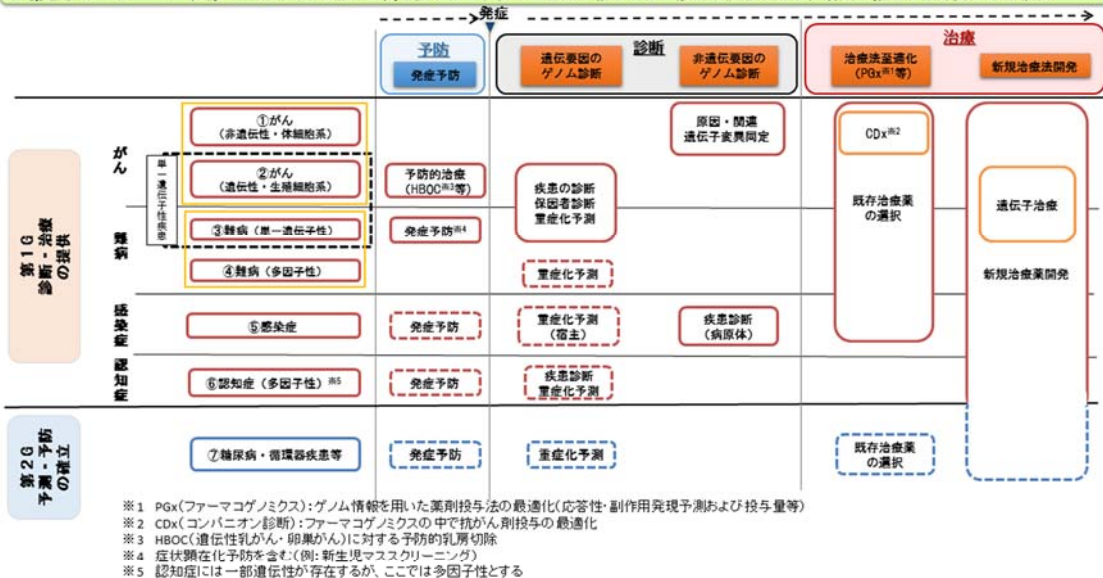 発症
予防
発症予防
診断
遺伝要因の
ゲノム診断
非遺伝要因の
ゲノム診断
治療
治療法至適化
(PGx※1等)
新規治療法開発
第1G
診断・治療
の提供
がん
単一遺伝子性疾患
①がん
(非遺伝性・体細胞系)
原因・関連
遺伝子変異同定
CDx※2
②がん
(遺伝性・生殖細胞系)
予防的治療
(HBOC※3等)
疾患の診断
保因者診断
重症化予測
既存治療薬
の選択
遺伝子治療
難病
③難病(単一遺伝子性)
発症予防※4
④難病(多因子性)
重症化予測
新規治療薬開発
感染症
⑤感染症
発症予防
重症化予測
(宿主)
疾患診断
(病原体)
認知症
⑥認知症(多因子性)※5
発症予防
疾患診断
重症化予測
第2G
予測・予防
の確立
⑦糖尿病・循環器疾患等
発症予防
重症化予測
既存治療薬
の選択
※1 PGx(ファーマコゲノミクス):ゲノム情報を用いた薬剤投与法の最適化(応答性・副作用発現予測および投与量等)
※2 CDx(コンパニオン診断):ファーマコゲノミクスの中で抗がん剤投与の最適化
※3 HBOC(遺伝性乳がん・卵巣がん)に対する予防的乳房切除
※4 症状顕在化予防を含む(例:新生児マススクリーニング)
※5 認知症には一部遺伝性が存在するが、ここでは多因子性とする